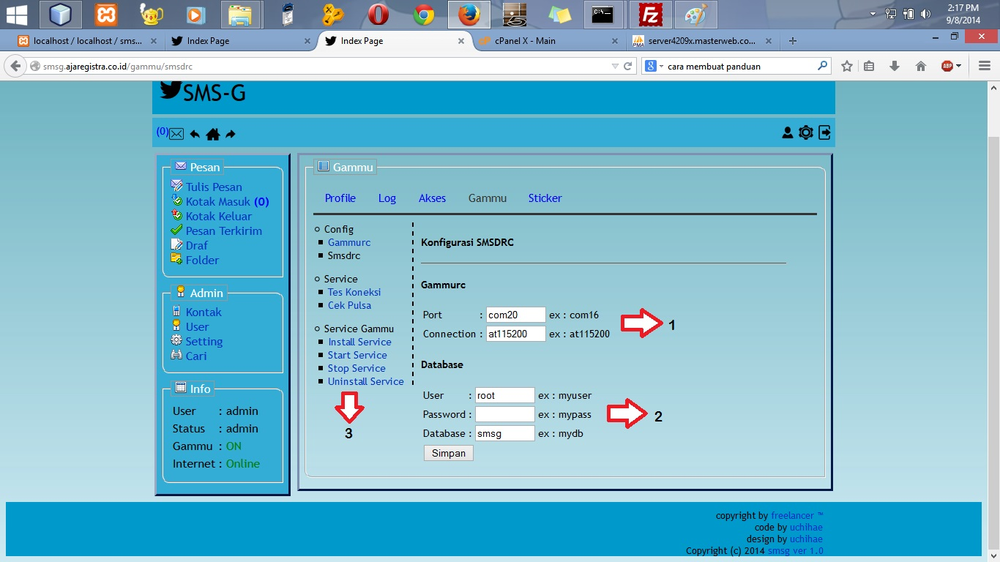 2:17 PM
9/8/2014
localhost / localhost / sms...
Index Page
Index Page
cPanel X - Main
server4209x.masterweb.co...
smsg.ajaregistra.co.id/gammu/smsdrc
cara membuat panduan
SMS-G
(0)
Pesan
Tulis Pesan
Kotak Masuk (0)
Kotak Keluar
Pesan Terkirim
Draf
Folder
Admin
Kontak
User
Setting
Cari
Info
User : admin
Status : admin
Gammu : ON
Internet : Online
Gammu
Profile Log Akses Gammu Sticker
Config
Gammurc
Smsdrc
Service
Tes Koneksi
Cek Pulsa
Service Gammu
Install Service
Start Service
Stop Service
Uninstall Service
3
Konfigurasi SMSDRC
Gammurc
Port : com20 ex : com16
Connection : at115200 ex : at115200
1
Database
User : root ex : myuser
Password : ex : mypass
Database : smsg ex : mydb
2
Simpan
copyright by freelancer ™
code by uchihae
design by uchihae
Copyright (c) 2014 smsg ver 1.0